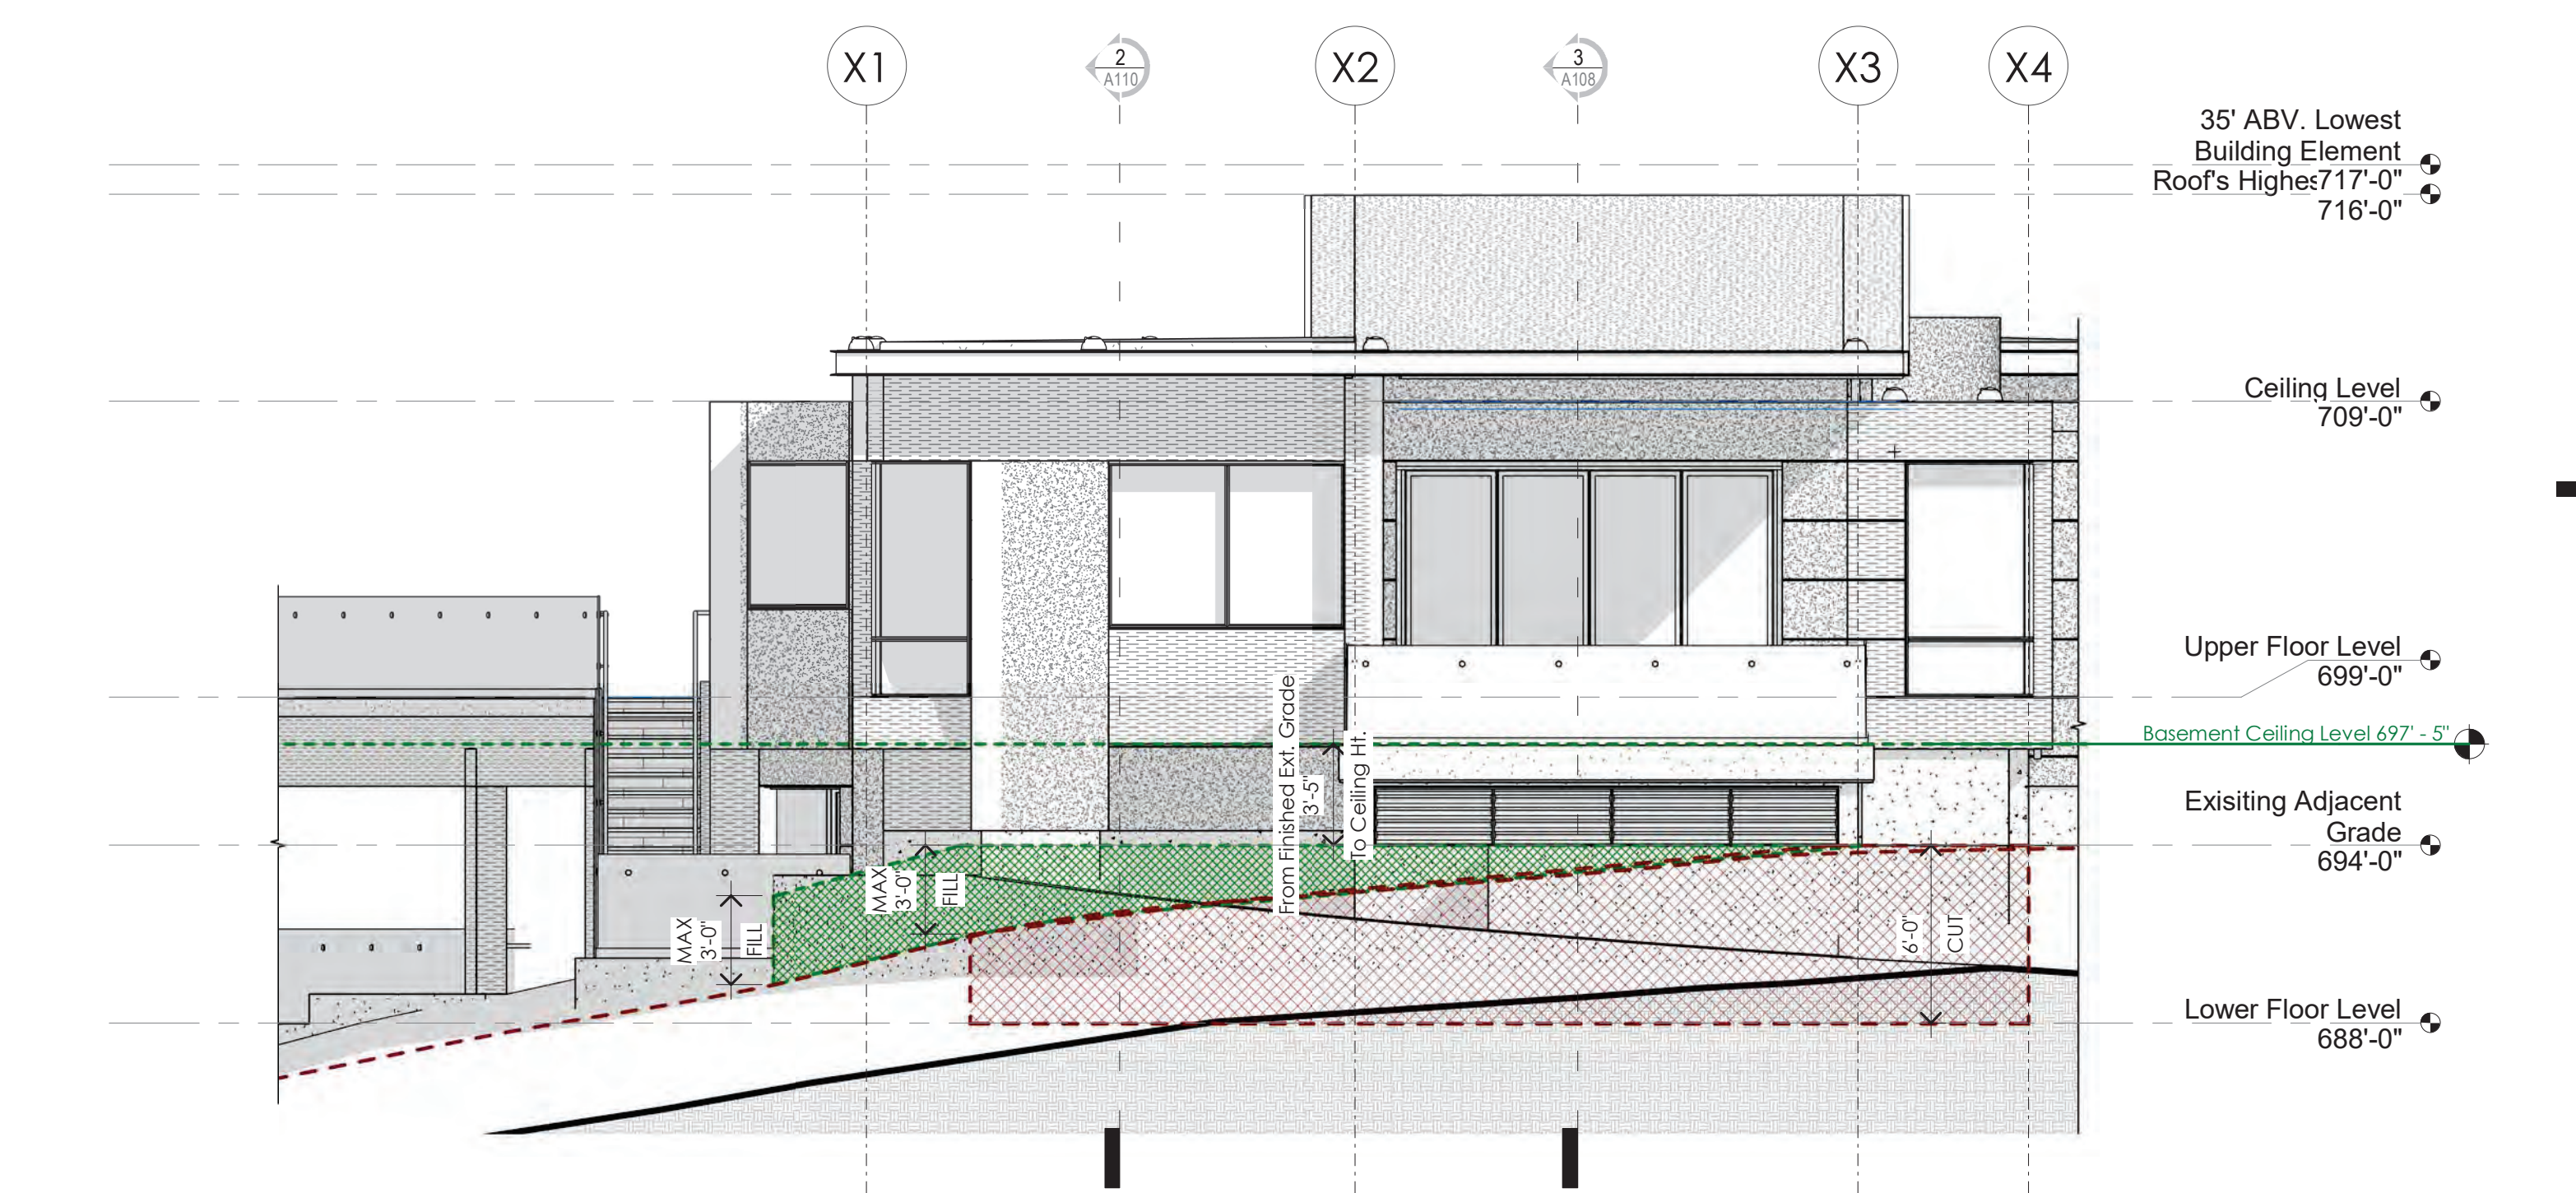 X1
2
A110
X2
3
A108
X3
X4
35' ABV. Lowest
Building Element
717'-0"
Roof's Highes
716'-0"
Ceiling Level
709'-0"
Upper Floor Level
699'-0"
Basement Ceiling Level 697' - 5"
Exisiting Adjacent
Grade
694'-0"
Lower Floor Level
688'-0"
MAX
3'-0"
FILL
MAX
3'-0"
FILL
From Finished Ext. Grade
3'-5"
To Ceiling Ht.
6'-0"
CUT